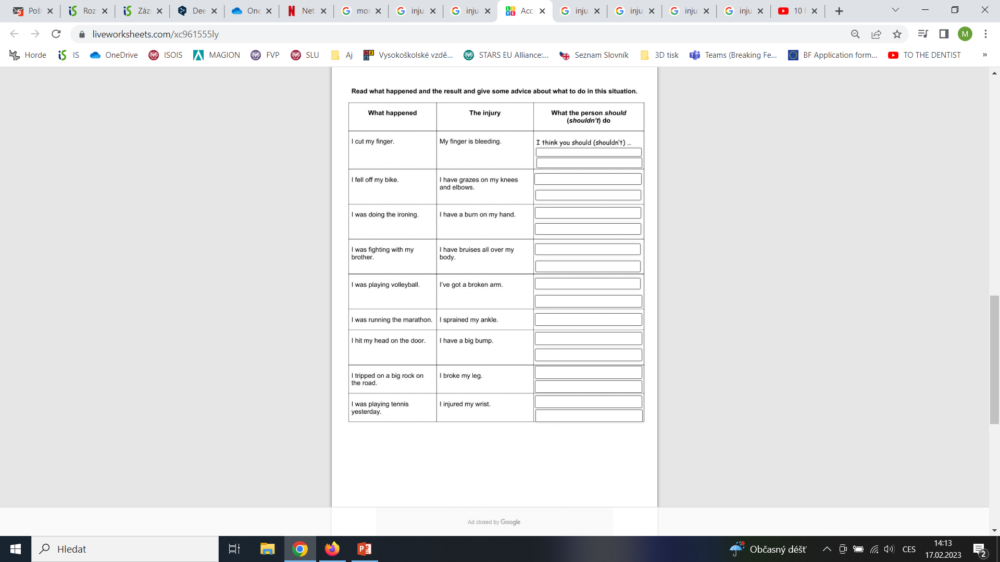 Poš
Roz
Záz
Dee
One
Net
mor
inju
inju
Acc
inju
inju
inju
inju
10 F
liveworksheets.com/xc961555ly
M
Horde
IS
OneDrive
ISOIS
MAGION
FVP
SLU
Aj
Vysokoškolské vzdě...
STARS EU Alliance:...
Seznam Slovník
3D tisk
Teams (Breaking Fe...
BF Application form...
TO THE DENTIST
»
Read what happened and the result and give some advice about what to do in this situation.
What happened
The injury
What the person should
(shouldn't) do
I cut my finger.
My finger is bleeding.
I think you should (shouldn't) ...
I fell off my bike.
I have grazes on my knees
and elbows.
I was doing the ironing.
I have a burn on my hand.
I was fighting with my
brother.
I have bruises all over my
body.
I was playing volleyball.
I've got a broken arm.
I was running the marathon.
I sprained my ankle.
I hit my head on the door.
I have a big bump.
I tripped on a big rock on
the road.
I broke my leg.
I was playing tennis
yesterday.
I injured my wrist.
Ad closed by Google
Hledat
Občasný déšť
CES
14:13
17.02.2023
2